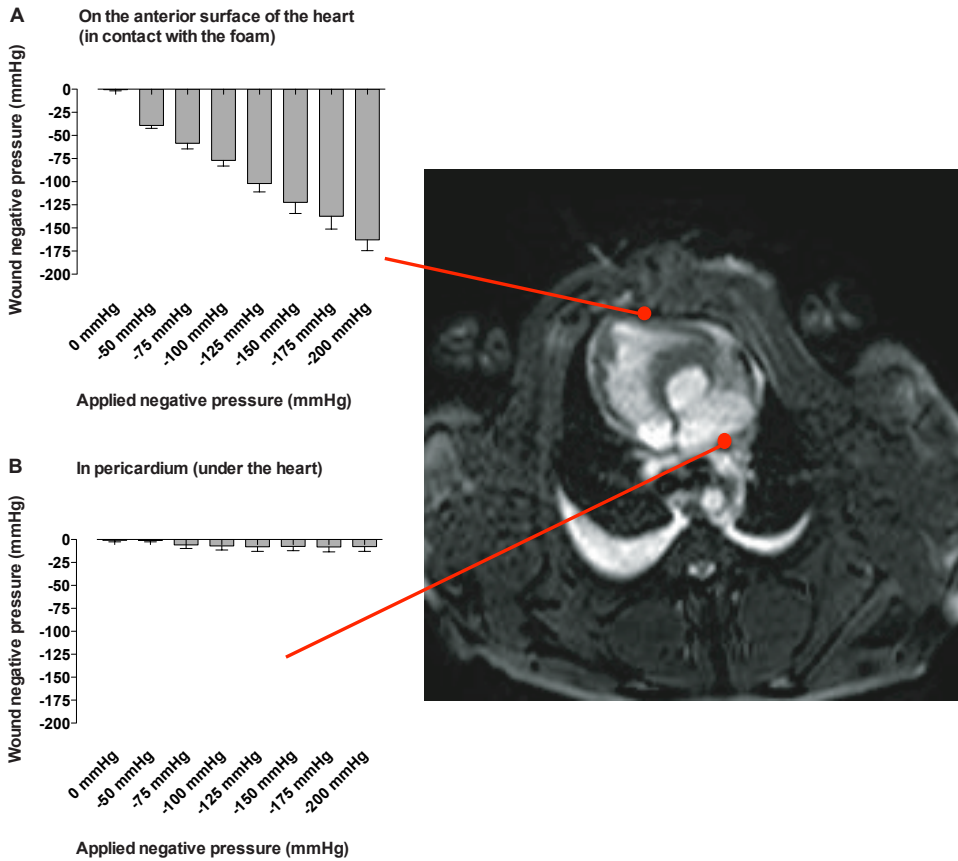 A
On the anterior surface of the heart
(in contact with the foam)
Wound negative pressure (mmHg)
0
-25
-50
-75
-100
-125
-150
-175
-200
0 mmHg
-50 mmHg
-75 mmHg
-100 mmHg
-125 mmHg
-150 mmHg
-175 mmHg
-200 mmHg
Applied negative pressure (mmHg)
B
In pericardium (under the heart)
Wound negative pressure (mmHg)
0
-25
-50
-75
-100
-125
-150
-175
-200
0 mmHg
-50 mmHg
-75 mmHg
-100 mmHg
-125 mmHg
-150 mmHg
-175 mmHg
-200 mmHg
Applied negative pressure (mmHg)